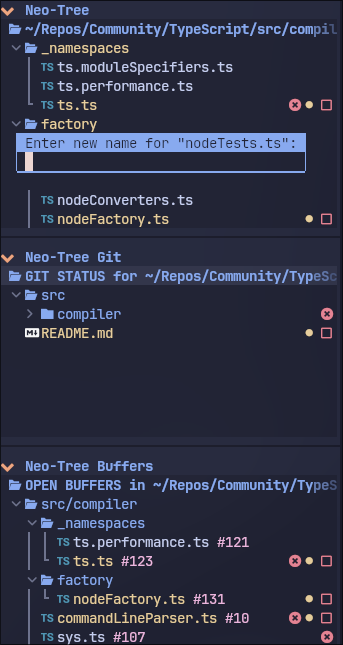 Neo-Tree
~/Repos/Community/TypeScript/src/compil
_namespaces
TS ts.moduleSpecifiers.ts
TS ts.performance.ts
TS ts.ts
factory
Enter new name for "nodeTests.ts":
TS nodeConverters.ts
TS nodeFactory.ts
Neo-Tree Git
GIT STATUS for ~/Repos/Community/TypeSc
src
compiler
M↓ README.md
Neo-Tree Buffers
OPEN BUFFERS in ~/Repos/Community/TypeS
src/compiler
_namespaces
TS ts.performance.ts #121
TS ts.ts #123
factory
TS nodeFactory.ts #131
TS commandLineParser.ts #10
TS sys.ts #107